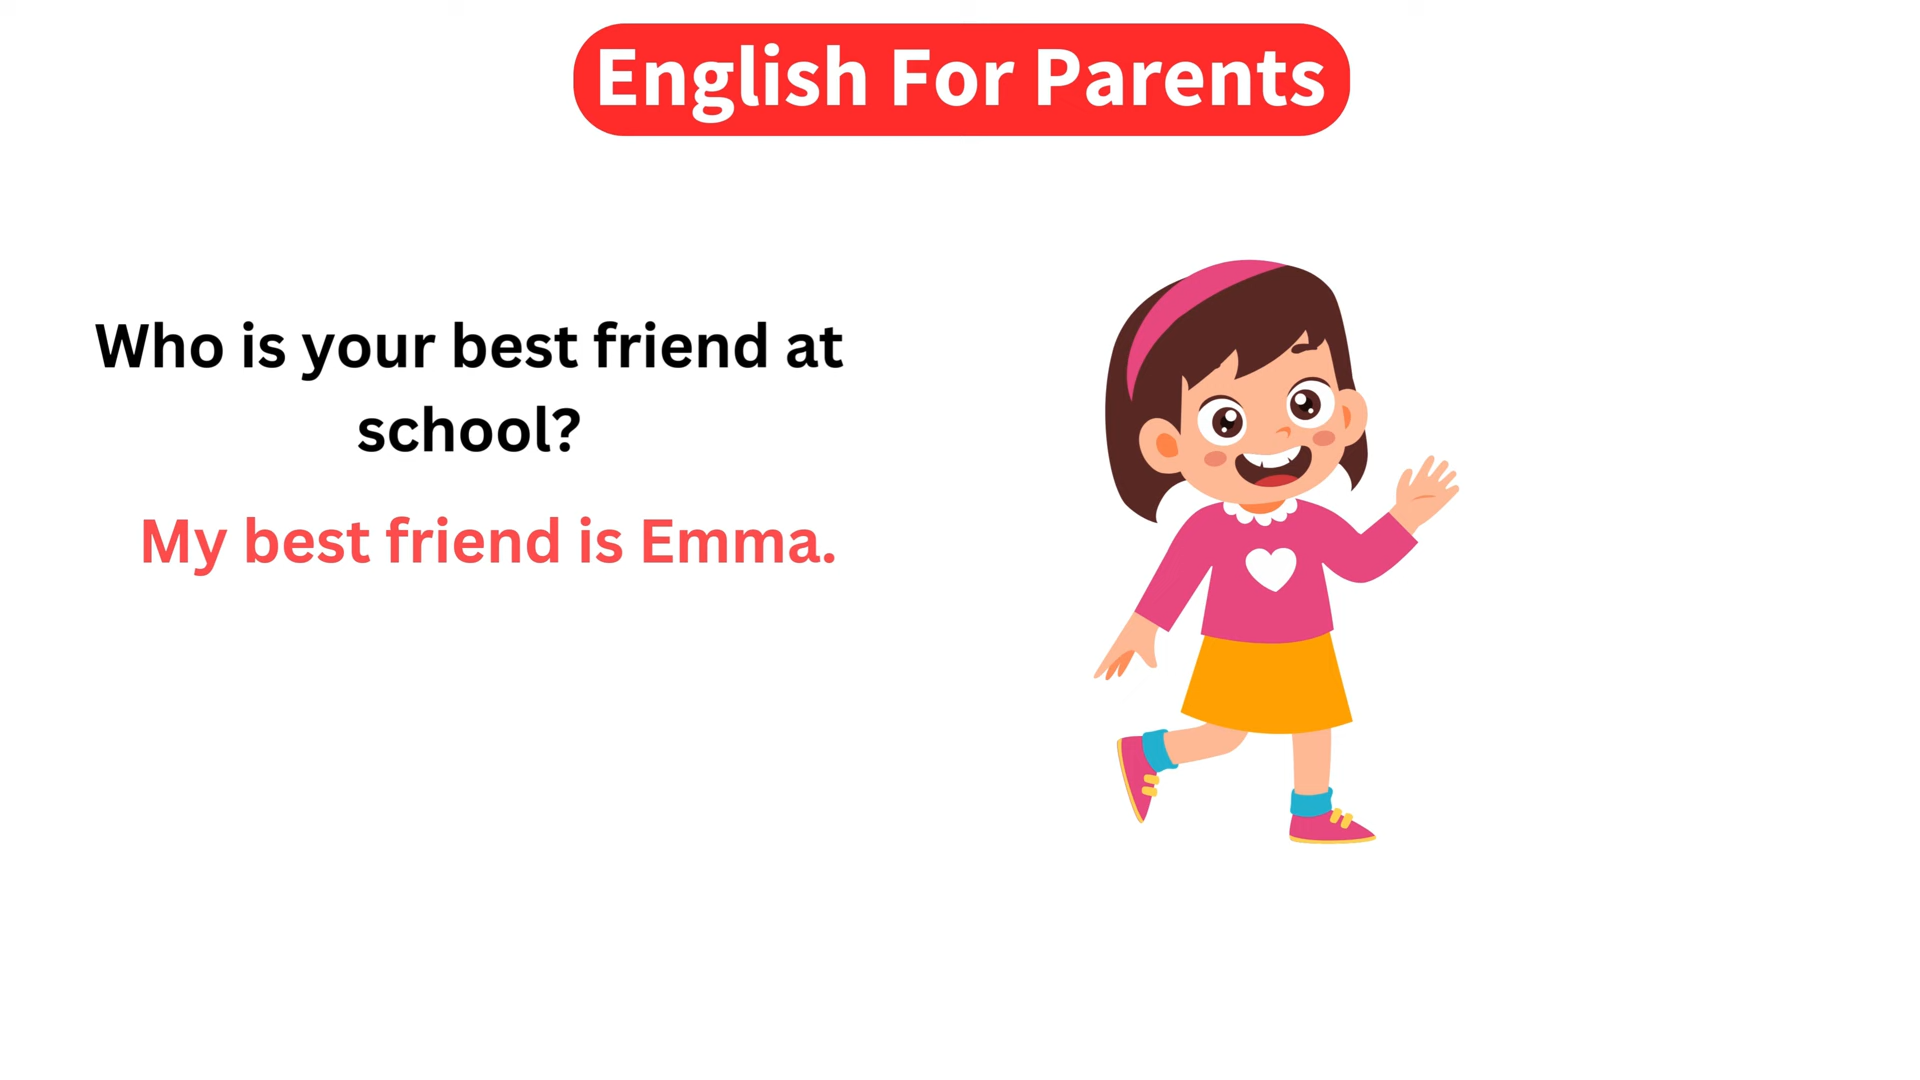 English For Parents
Who is your best friend at
school?
My best friend is Emma.